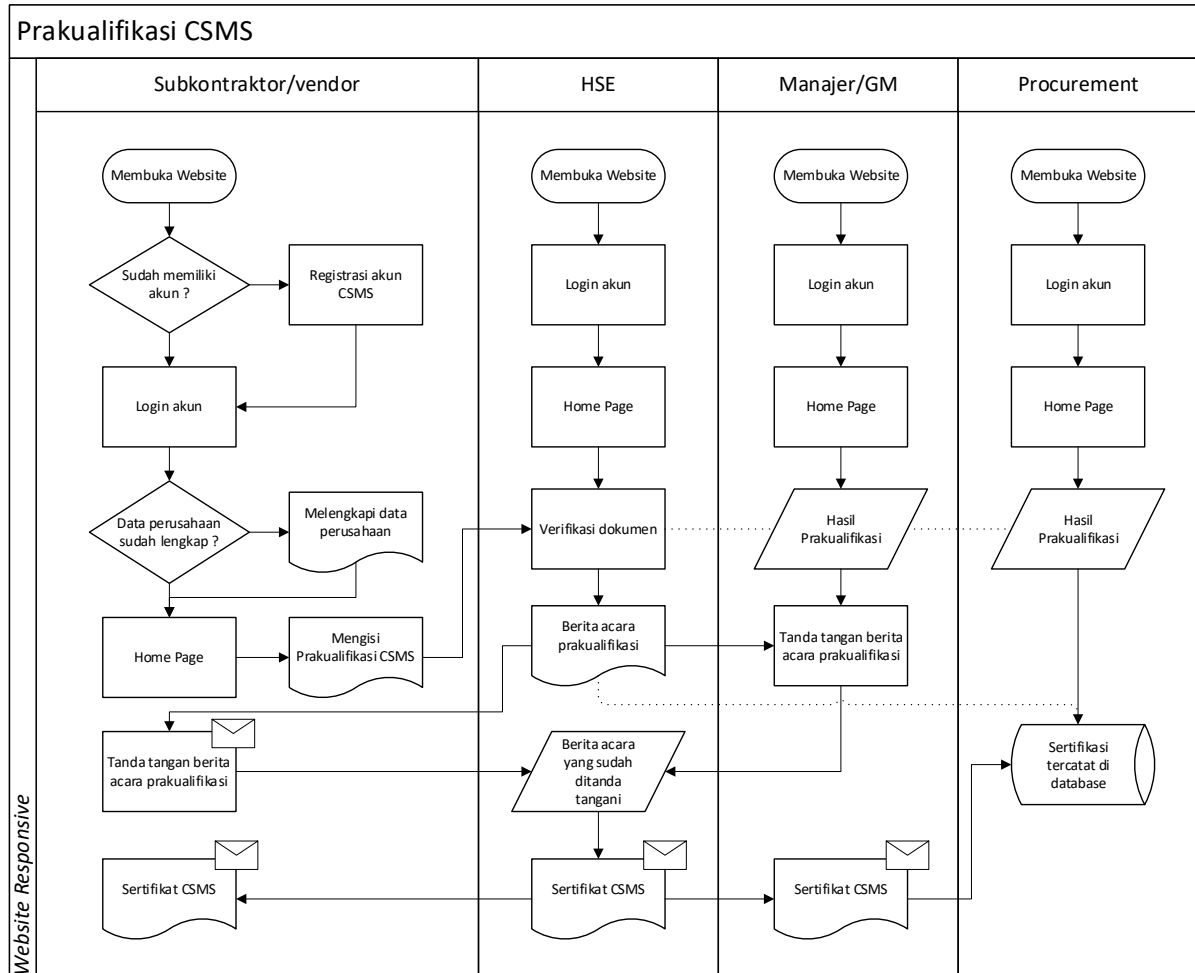 Prakualifikasi CSMS
Website Responsive
Subkontraktor/vendor
HSE
Manajer/GM
Procurement
Membuka Website
Membuka Website
Membuka Website
Membuka Website
Sudah memiliki
akun ?
Registrasi akun
CSMS
Login akun
Login akun
Login akun
Login akun
Home Page
Home Page
Home Page
Data perusahaan
sudah lengkap ?
Melengkapi data
perusahaan
Verifikasi dokumen
Hasil
Prakualifikasi
Hasil
Prakualifikasi
Home Page
Mengisi
Prakualifikasi CSMS
Berita acara
prakualifikasi
Tanda tangan berita
acara prakualifikasi
Tanda tangan berita
acara prakualifikasi
Berita acara
yang sudah
ditanda
tangani
Sertifikasi
tercatat di
database
Sertifikat CSMS
Sertifikat CSMS
Sertifikat CSMS